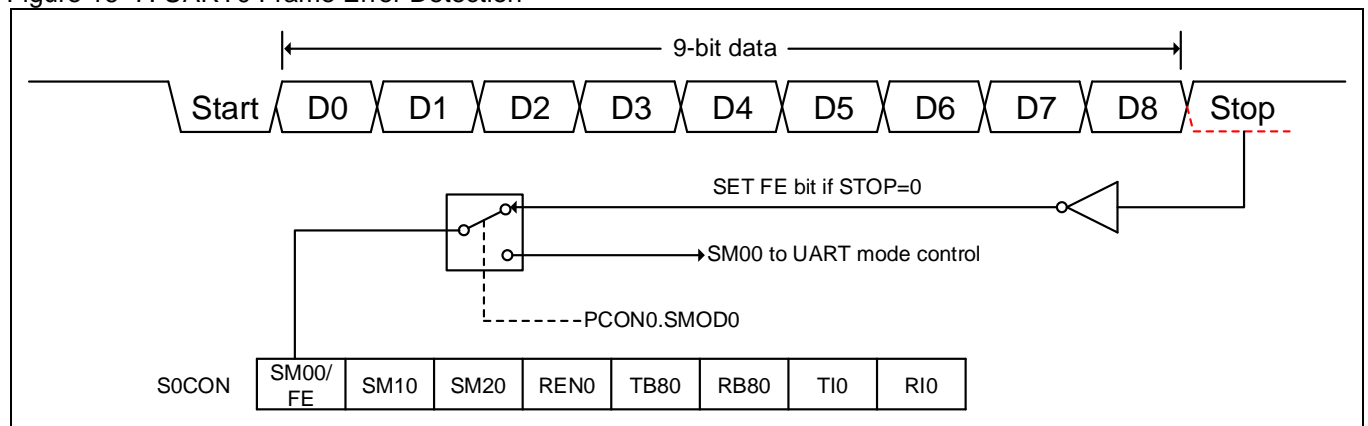 Figure UART0 Frame Error Detection
9-bit data
Start D0 D1 D2 D3 D4 D5 D6 D7 D8 Stop
SET FE bit if STOP=0
SM00 to UART mode control
PCON0.SMOD0
S0CON SM00/ SM10 SM20 REN0 TB80 RB80 TI0 RI0
FE